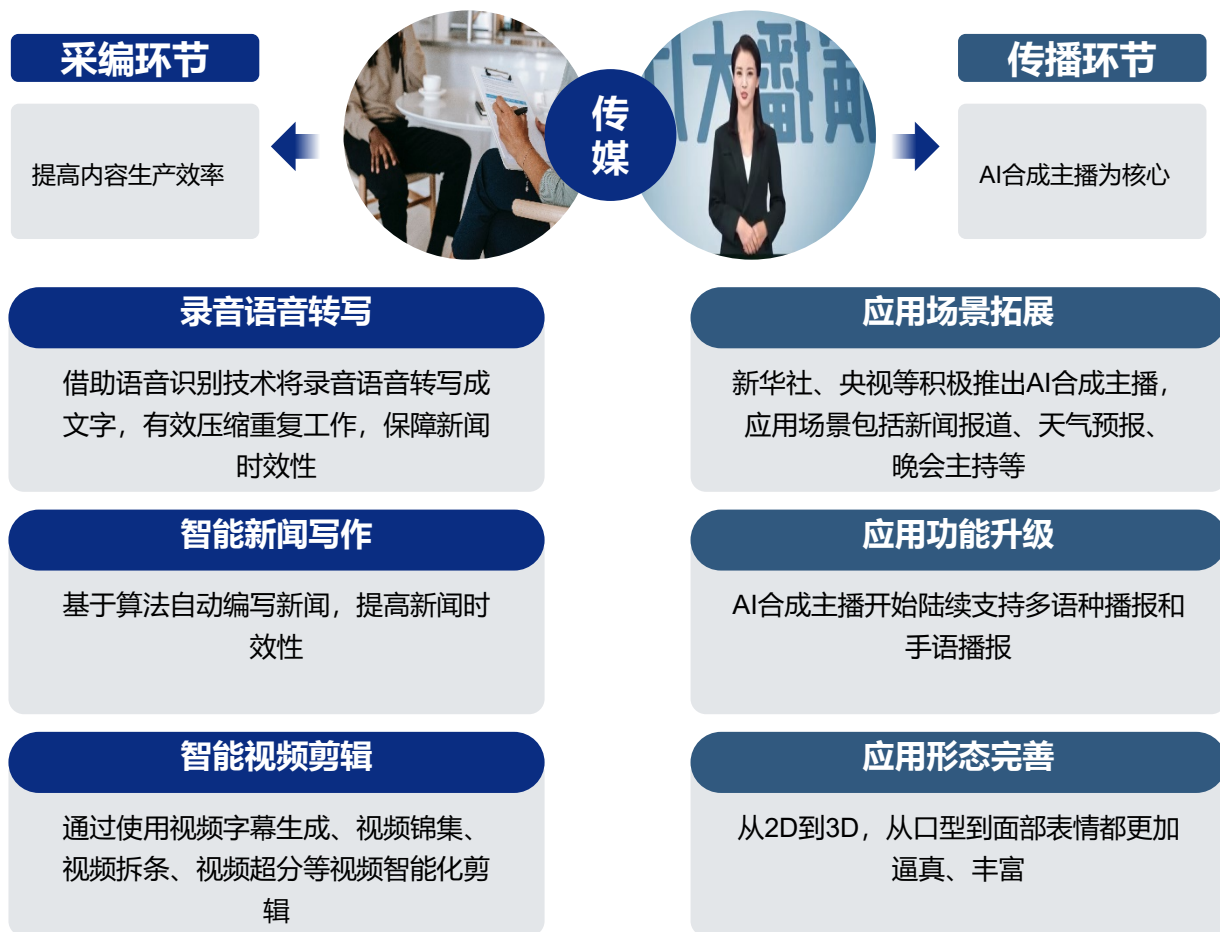 采编环节
提高内容生产效率
传
媒
传播环节
AI合成主播为核心
录音语音转写
借助语音识别技术将录音语音转写成
文字，有效压缩重复工作，保障新闻
时效性
智能新闻写作
基于算法自动编写新闻，提高新闻时
效性
智能视频剪辑
通过使用视频字幕生成、视频锦集、
视频拆条、视频超分等视频智能化剪
辑
应用场景拓展
新华社、央视等积极推出AI合成主播，
应用场景包括新闻报道、天气预报、
晚会主持等
应用功能升级
AI合成主播开始陆续支持多语种播报和
手语播报
应用形态完善
从2D到3D，从口型到面部表情都更加
逼真、丰富